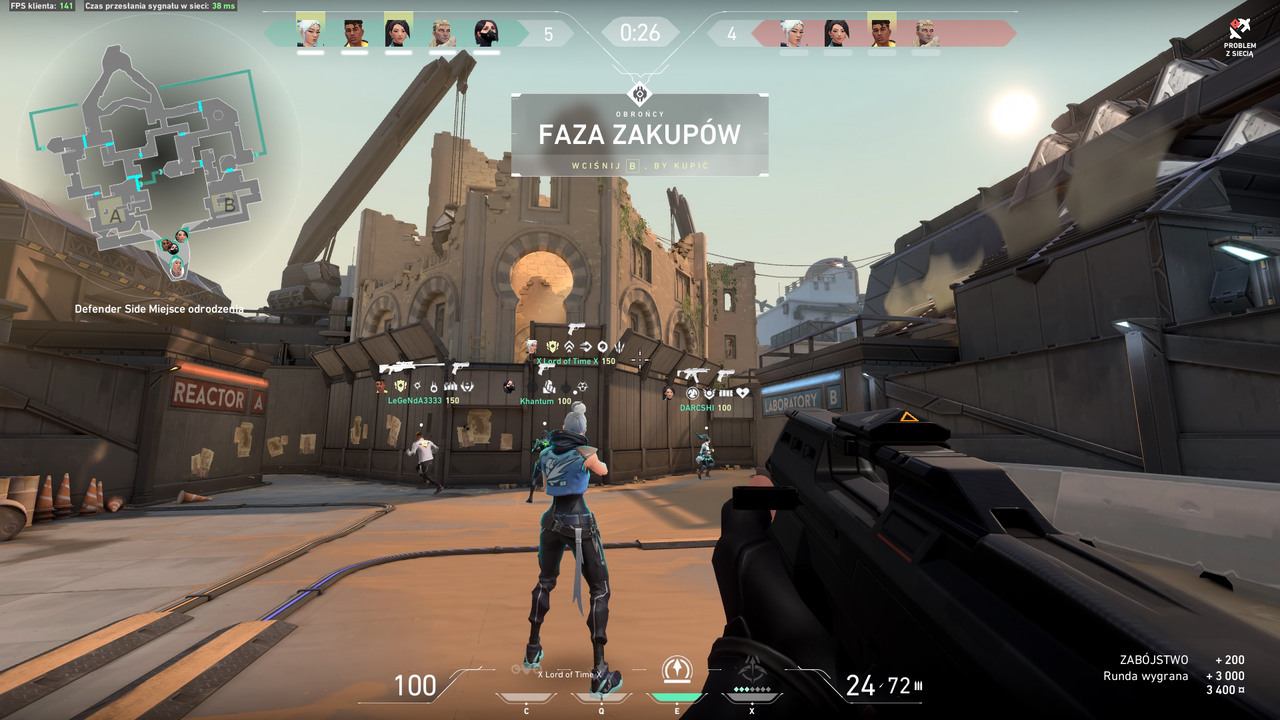 FPS klienta: 141 Czas przesłania sygnału w sieci: 38 ms
5 0:26 4
PROBLEM
Z SIECIĄ
OBROŃCY
FAZA ZAKUPÓW
WCIŚNIJ B, BY KUPIĆ
A
B
Defender Side Miejsce odrodzenia
X Lord of Time X 150
LeGeNdA3333 150
Khantum 100
DARCSHI 100
REACTOR A
LABORATORY B
X Lord of Time X
100
24 / 72
C Q E X
ZABÓJSTWO + 200
Runda wygrana + 3 000
3 400 ¤